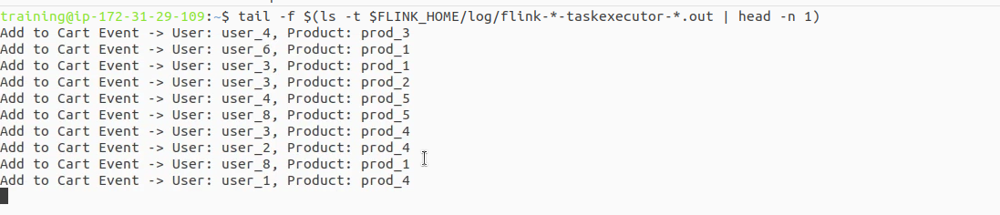 training@ip-172-31-29-109:~$ tail -f $(ls -t $FLINK_HOME/log/flink-*-taskexecutor-*.out | head -n 1)
Add to Cart Event -> User: user_4, Product: prod_3
Add to Cart Event -> User: user_6, Product: prod_1
Add to Cart Event -> User: user_3, Product: prod_1
Add to Cart Event -> User: user_3, Product: prod_2
Add to Cart Event -> User: user_4, Product: prod_5
Add to Cart Event -> User: user_8, Product: prod_5
Add to Cart Event -> User: user_3, Product: prod_4
Add to Cart Event -> User: user_2, Product: prod_4
Add to Cart Event -> User: user_8, Product: prod_1
Add to Cart Event -> User: user_1, Product: prod_4